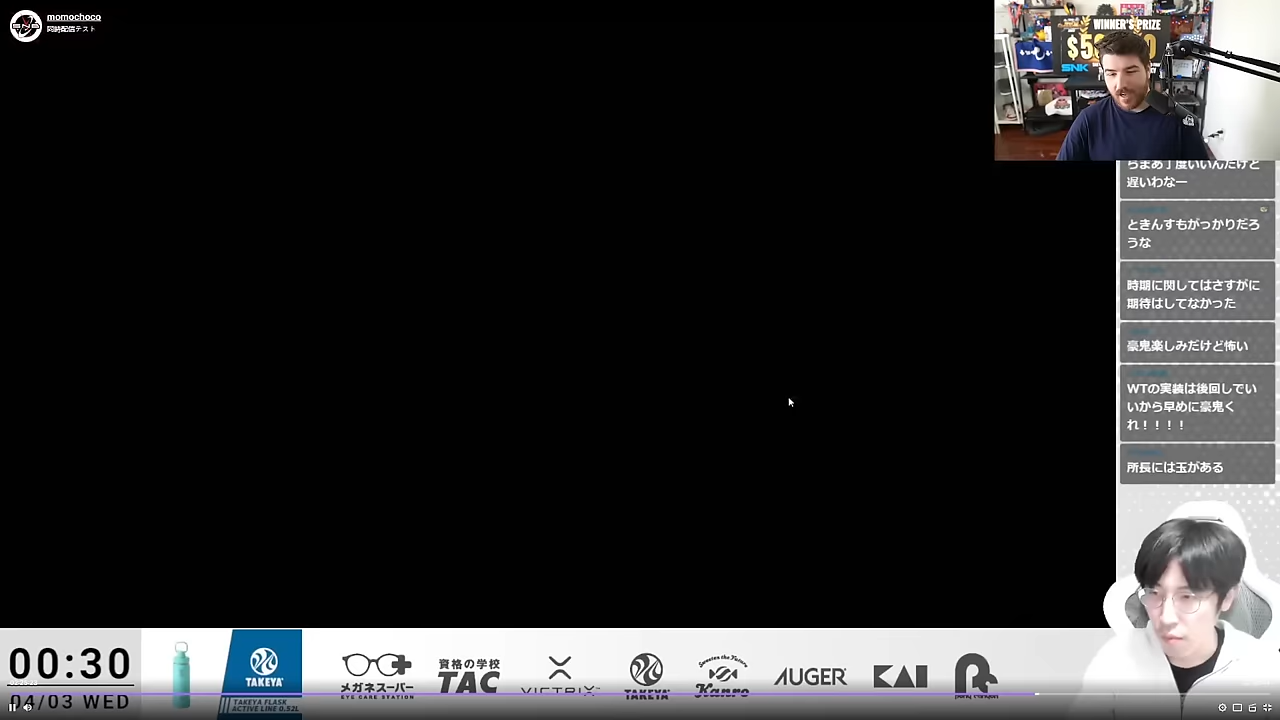 momochoco
同時配信テスト
WINNER'S PRIZE
SNK
らまあ丁度いいんだけど
遅いわなー
ときんすもがっかりだろ
うな
時期に関してはさすがに
期待はしてなかった
豪鬼楽しみだけど怖い
WTの実装は後回してい
いから早めに豪鬼く
れ！！！！
所長には玉がある
00:30
04/03 WED
TAKEYA
TAKEYA FLASK
ACTIVE LINE 0.52L
メガネスーパー
EYE CARE STATION
資格の学校
TAC
VICTRIX
TAKEYA
Sweeten the Future
Kanro
AUGER
KAI